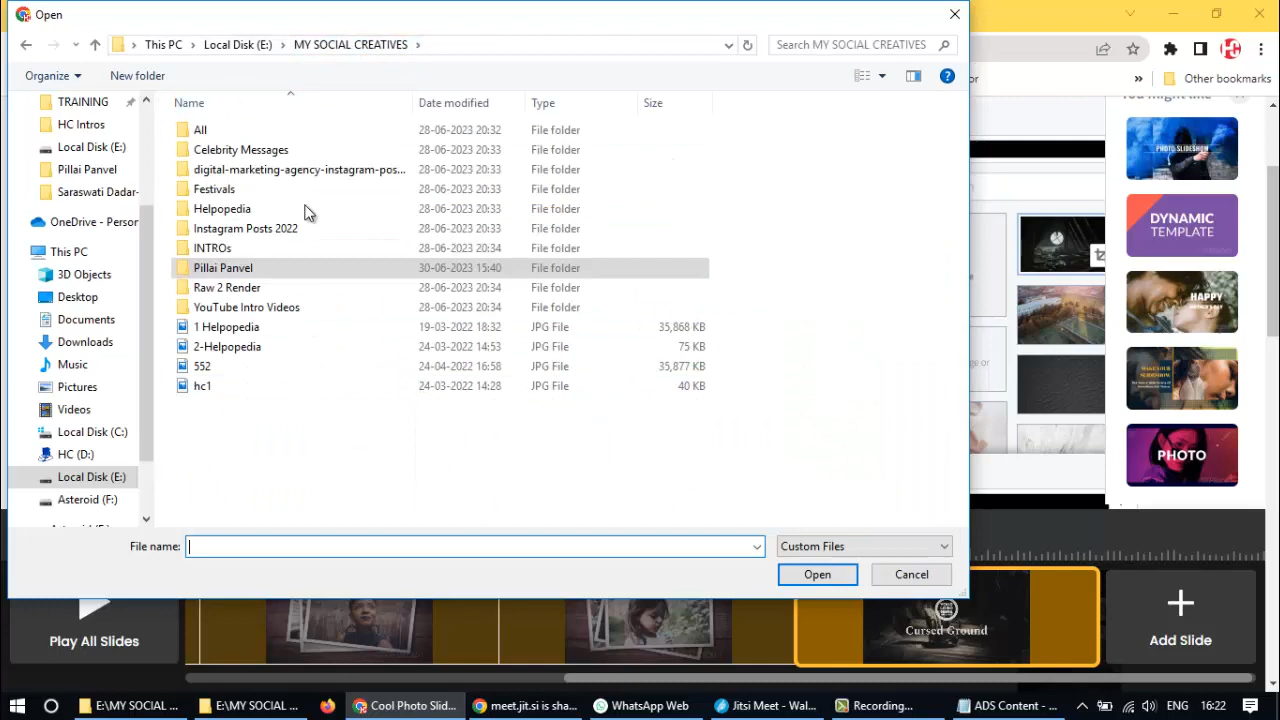 Open
This PC
Local Disk (E:)
MY SOCIAL CREATIVES
Search MY SOCIAL CREATIVES
Organize
New folder
Other bookmarks
Name
Date modified
Type
Size
TRAINING
HC Intros
Local Disk (E:)
Pillai Panvel
Saraswati Dadar-
OneDrive - Person
This PC
3D Objects
Desktop
Documents
Downloads
Music
Pictures
Videos
Local Disk (C:)
HC (D:)
Local Disk (E:)
Asteroid (F:)
All 28-06-2023 20:32 File folder
Celebrity Messages 28-06-2023 20:33 File folder
digital-marketing-agency-instagram-pos... 28-06-2023 20:33 File folder
Festivals 28-06-2023 20:33 File folder
Helpopedia 28-06-2023 20:33 File folder
Instagram Posts 2022 28-06-2023 20:33 File folder
INTROs 28-06-2023 20:34 File folder
Pillai Panvel 30-06-2023 15:40 File folder
Raw 2 Render 28-06-2023 20:34 File folder
YouTube Intro Videos 28-06-2023 20:34 File folder
1 Helpopedia 19-03-2022 18:32 JPG File 35,868 KB
2-Helpopedia 24-03-2022 14:53 JPG File 75 KB
552 24-04-2022 16:58 JPG File 35,877 KB
hc1 24-03-2022 14:28 JPG File 40 KB
File name:
Custom Files
Open
Cancel
You might like
PHOTO SLIDESHOW
DYNAMIC
TEMPLATE
HAPPY
PHOTO
Play All Slides
Cursed Ground
Add Slide
E:\MY SOCIAL ...
E:\MY SOCIAL ...
Cool Photo Slid...
meet.jit.si is sha...
WhatsApp Web
Jitsi Meet - Wal...
Recording...
ADS Content - ...
ENG
16:22